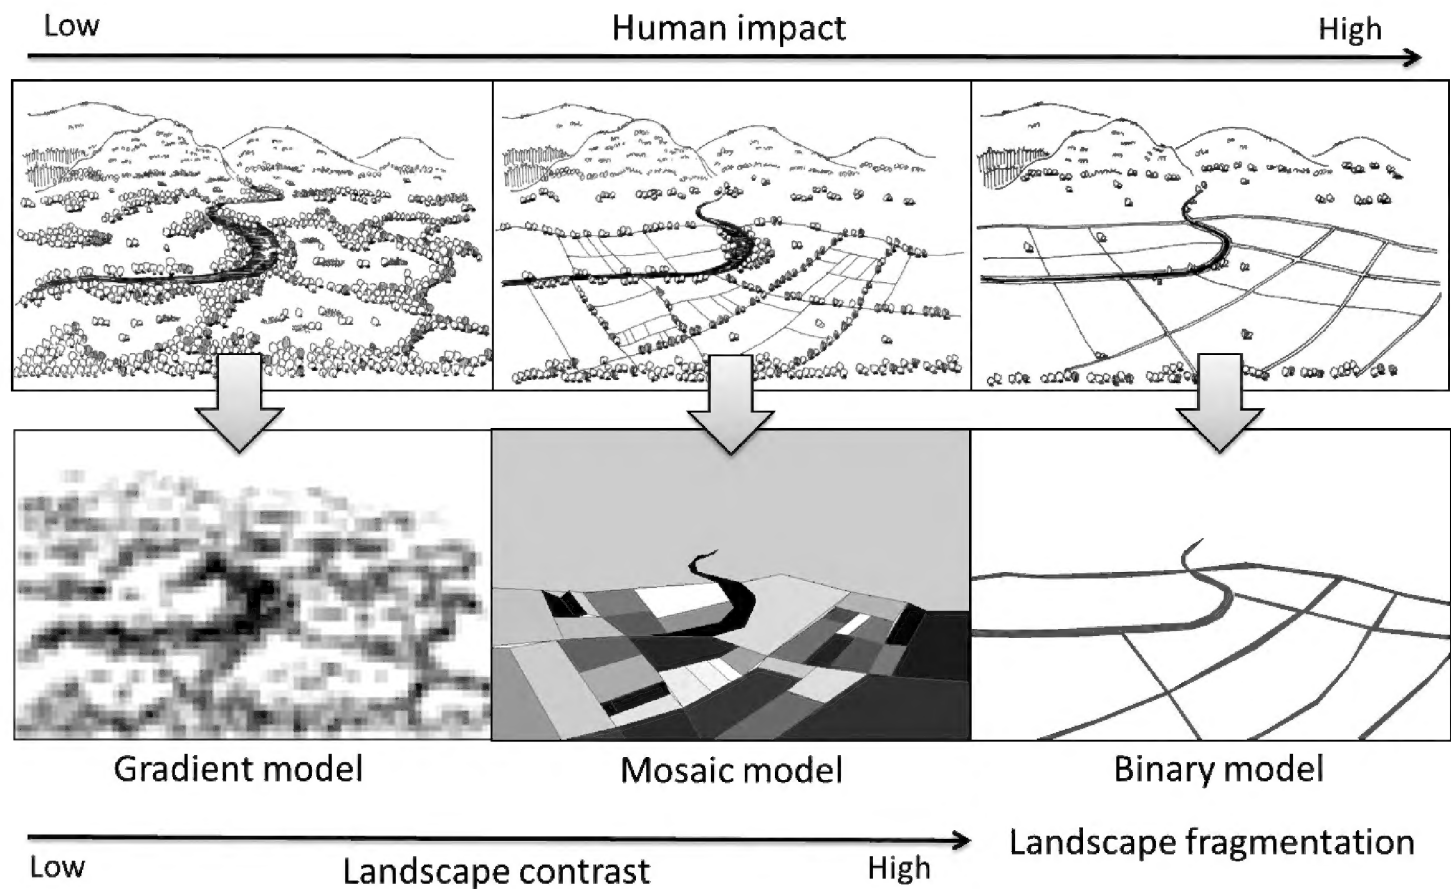 Low Human impact High
Gradient model Mosaic model Binary model
Low Landscape contrast High Landscape fragmentation